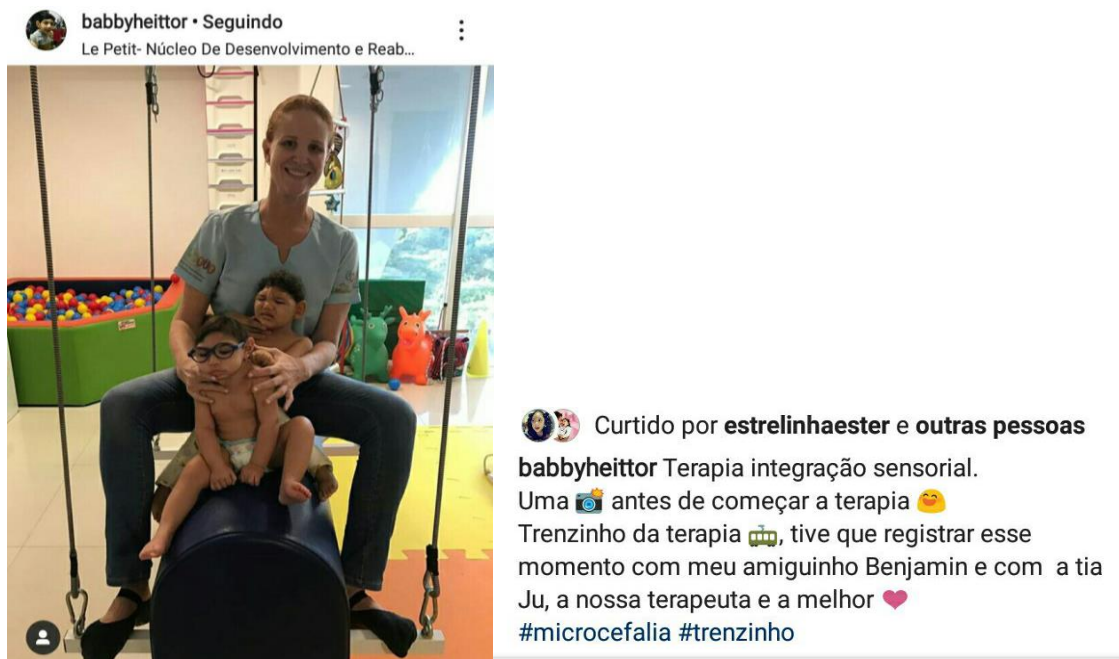 babbyheittor • Seguindo
Le Petit- Núcleo De Desenvolvimento e Reab...
Curtido por estrelinhaester e outras pessoas
babbyheittor Terapia integração sensorial.
Uma 📸 antes de começar a terapia 😄
Trenzinho da terapia 🚋, tive que registrar esse
momento com meu amiguinho Benjamin e com a tia
Ju, a nossa terapeuta e a melhor ❤
#microcefalia #trenzinho